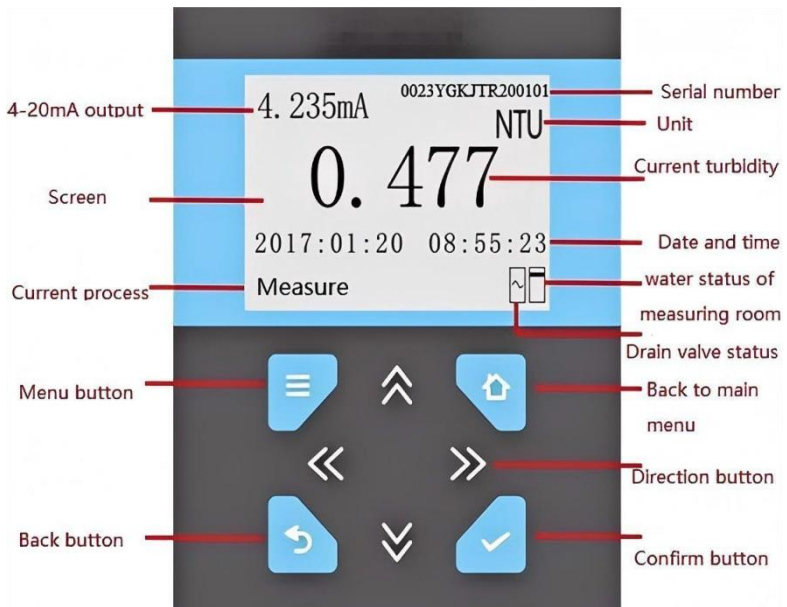 4-20mA output
4. 235mA
0023YGKJTR200101
Serial number
NTU
Unit
0. 477
Current turbidity
Screen
2017:01:20 08:55:23
Date and time
Current process
Measure
water status of
measuring room
Drain valve status
Menu button
Back to main
menu
Direction button
Back button
Confirm button